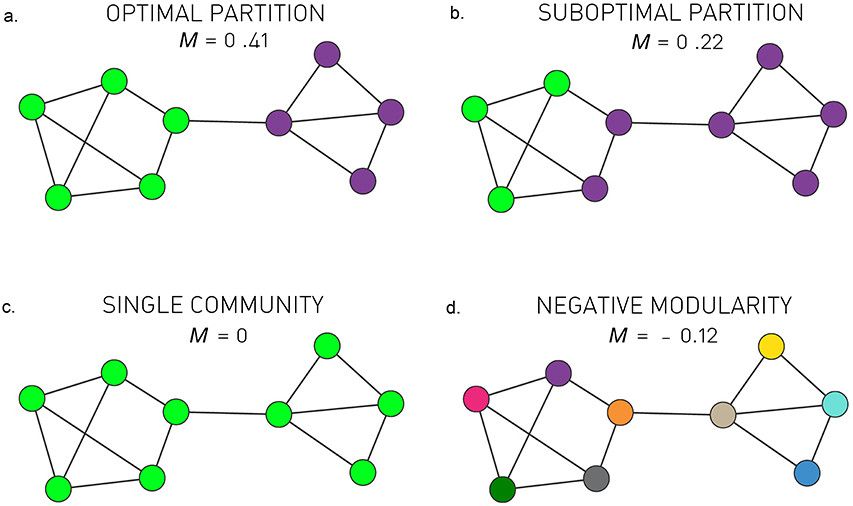 a.
OPTIMAL PARTITION
M = 0 .41
b.
SUBOPTIMAL PARTITION
M = 0 .22
c.
SINGLE COMMUNITY
M = 0
d.
NEGATIVE MODULARITY
M = - 0.12